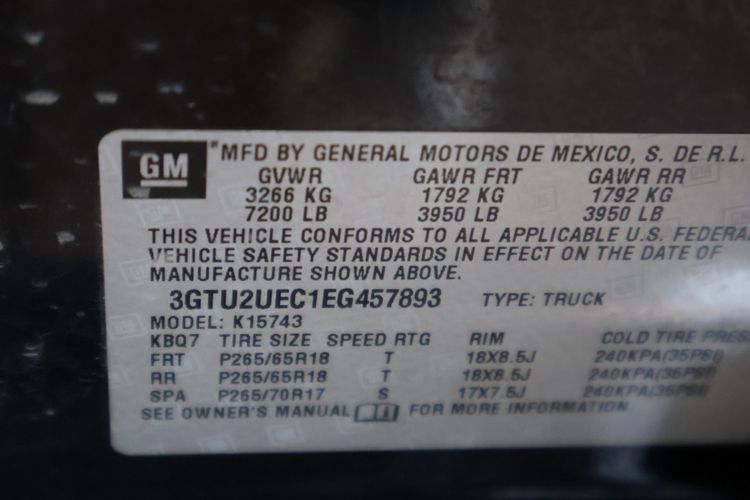 GM "MFD BY GENERAL MOTORS DE MEXICO, S. DE R.L.
GVWR GAWR FRT GAWR RR
3266 KG 1792 KG 1792 KG
7200 LB 3950 LB 3950 LB
THIS VEHICLE CONFORMS TO ALL APPLICABLE U.S. FEDERA
VEHICLE SAFETY STANDARDS IN EFFECT ON THE DATE OF
MANUFACTURE SHOWN ABOVE.
3GTU2UEC1EG457893 TYPE: TRUCK
MODEL: K15743
KBQ7 TIRE SIZE SPEED RTG RIM COLD TIRE PRES
FRT P265/65R18 T 18X8.5J 240KPA(35PSI)
RR P265/65R18 T 18X8.5J 240KPA(35PSI)
SPA P265/70R17 S 17X7.5J 240KPA(35PSI)
SEE OWNER'S MANUAL FOR MORE INFORMATION